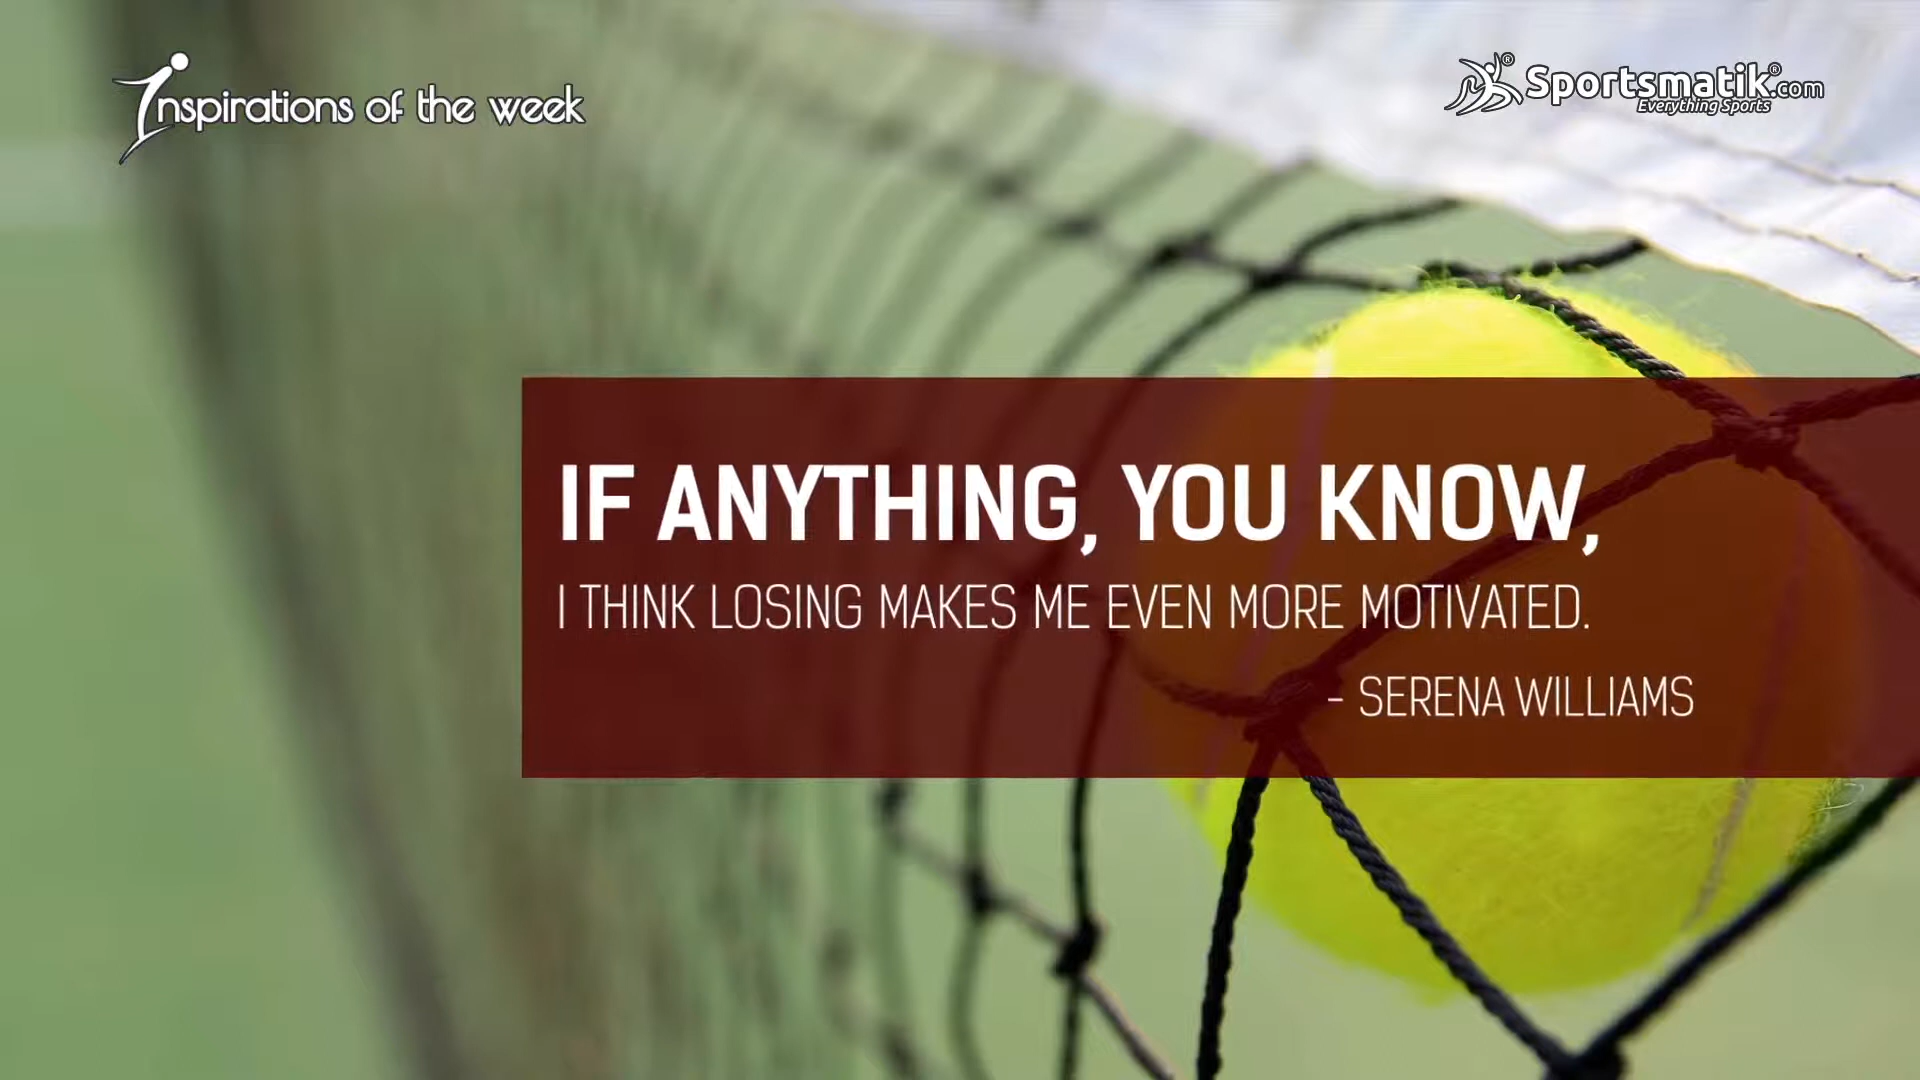 Inspirations of the week
Sportsmatik®.com
Everything Sports
IF ANYTHING, YOU KNOW,
I THINK LOSING MAKES ME EVEN MORE MOTIVATED.
- SERENA WILLIAMS